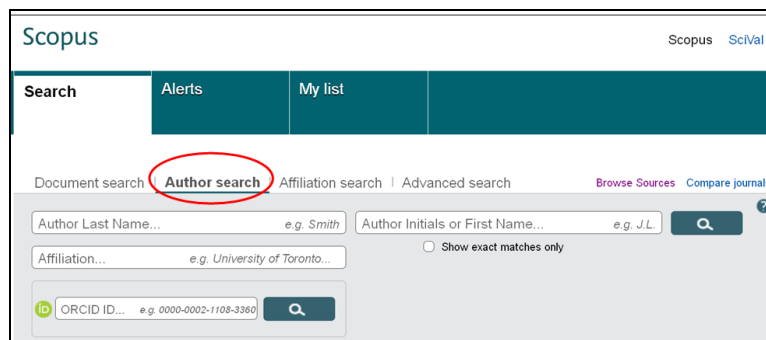 Scopus
Scopus SciVal
Search Alerts My list
Document search | Author search | Affiliation search | Advanced search Browse Sources Compare journal
?
Author Last Name... e.g. Smith Author Initials or First Name... e.g. J.L.
Show exact matches only
Affiliation... e.g. University of Toronto...
iD ORCID ID... e.g. 0000-0002-1108-3360